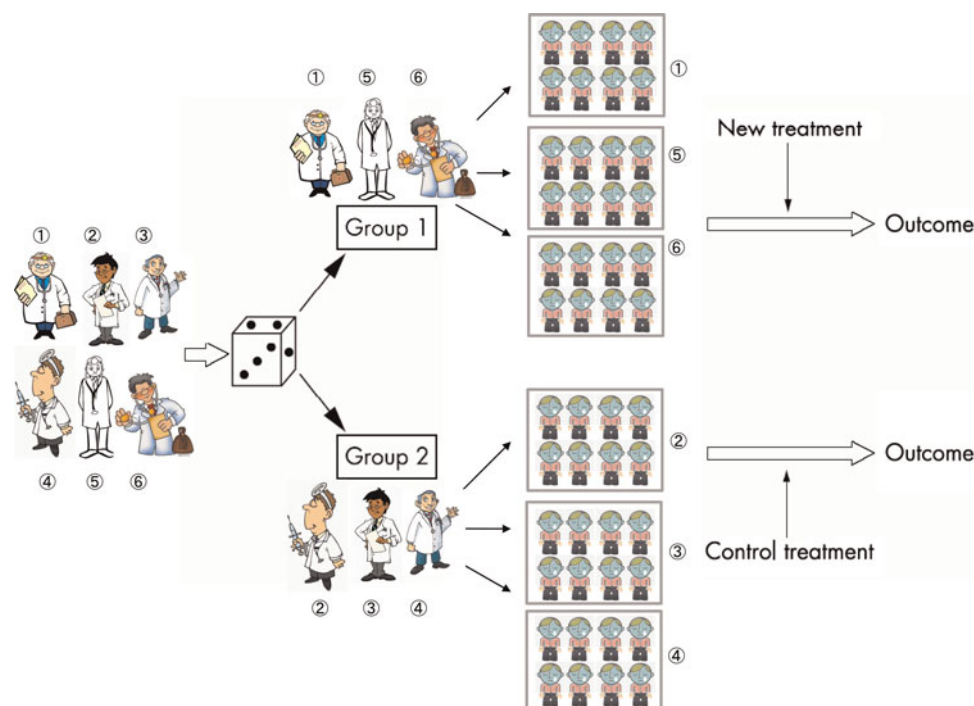 ① ⑤ ⑥
①
Group 1
⑤
⑥
New treatment
Outcome
① ② ③
④ ⑤ ⑥
Group 2
② ③ ④
②
③
④
Outcome
Control treatment